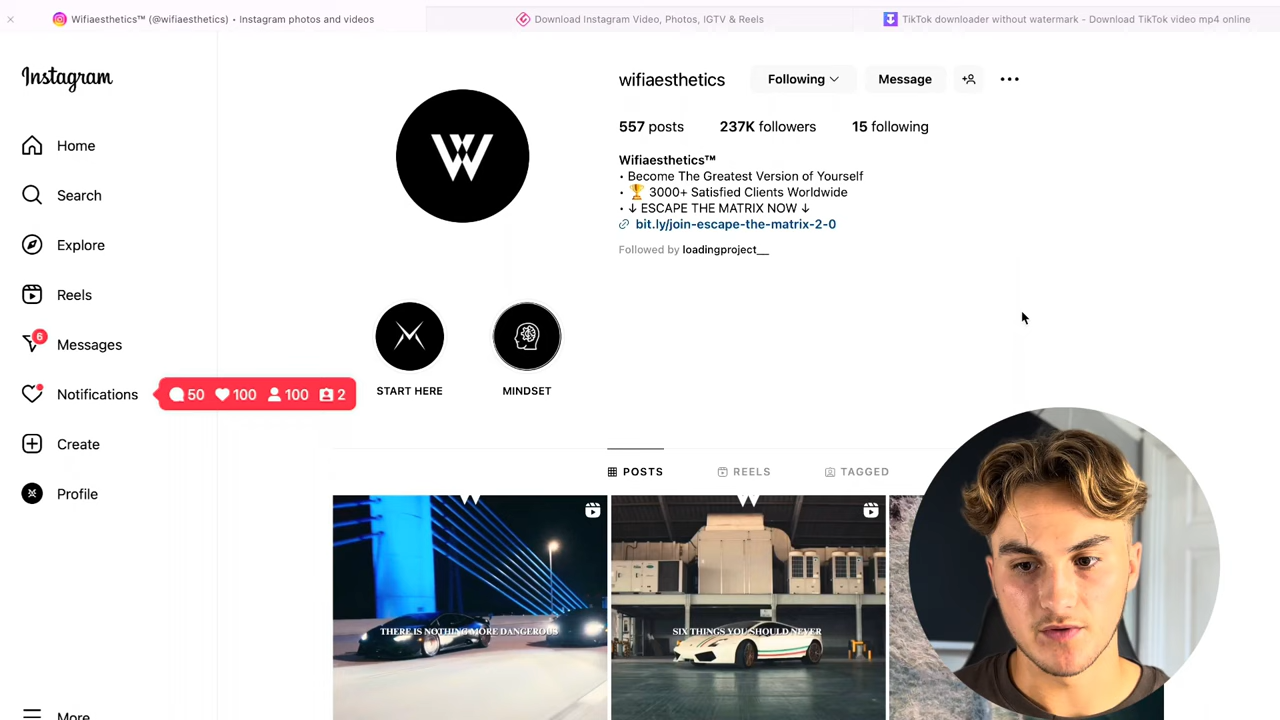 Wifiaesthetics™ (@wifiaesthetics) • Instagram photos and videos
Download Instagram Video, Photos, IGTV & Reels
TikTok downloader without watermark - Download TikTok video mp4 online
Instagram
Home
Search
Explore
Reels
6
Messages
Notifications
50 100 100 2
Create
Profile
More
wifiaesthetics
Following
Message
557 posts
237K followers
15 following
Wifiaesthetics™
• Become The Greatest Version of Yourself
• 🏆 3000+ Satisfied Clients Worldwide
• ↓ ESCAPE THE MATRIX NOW ↓
bit.ly/join-escape-the-matrix-2-0
Followed by loadingproject__
START HERE
MINDSET
POSTS
REELS
TAGGED
THERE IS NOTHING MORE DANGEROUS
SIX THINGS YOU SHOULD NEVER